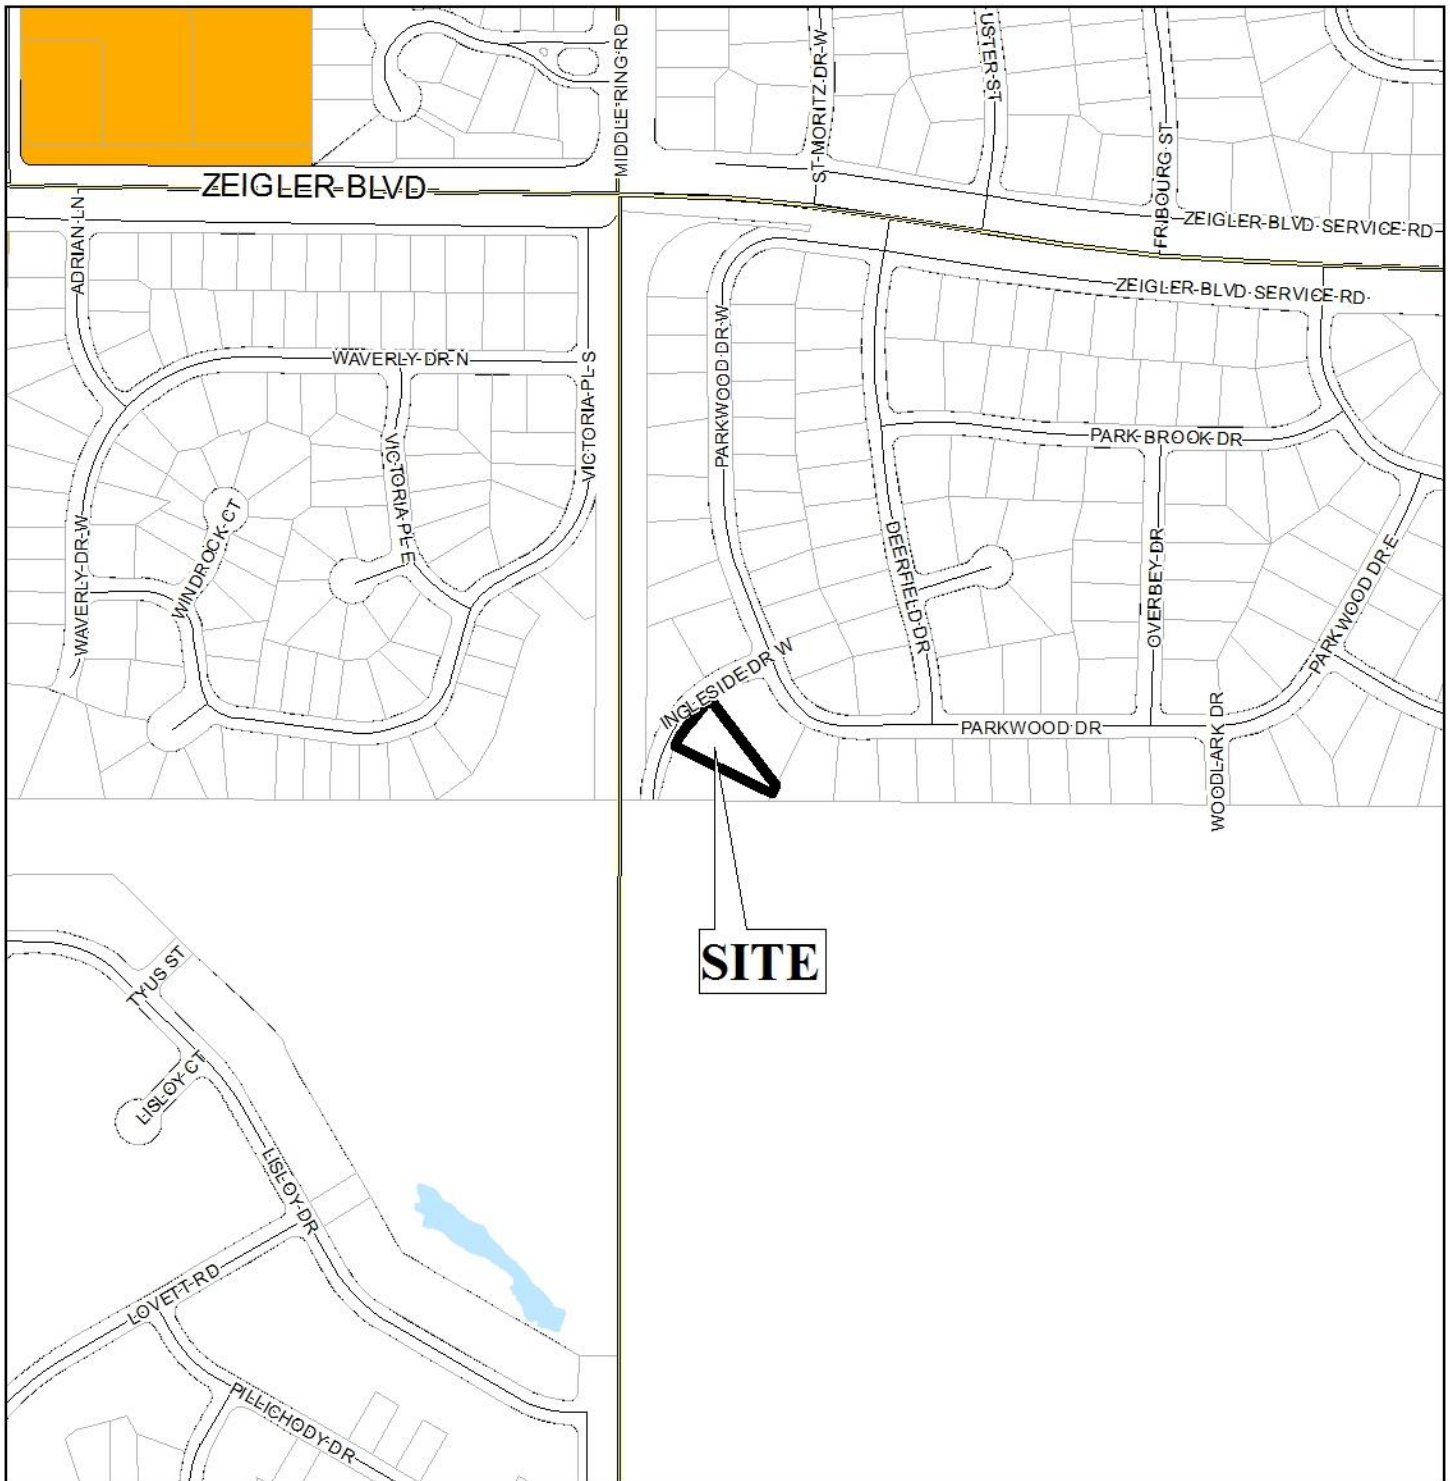 MIDDLE RING RD
ST MORITZ DR W
USTER ST
FRIBOURG ST
ZEIGLER BLVD
ADRIAN LN
ZEIGLER BLVD SERVICE RD
ZEIGLER BLVD SERVICE RD
WAVERLY DR N
VICTORIA PL S
PARKWOOD DR W
VICTORIA PL E
PARK BROOK DR
WAVERLY DR W
WINDROCK CT
DEERFIELD DR
OVERBEY DR
PARKWOOD DR E
INGLESIDE DR W
PARKWOOD DR
WOODLARK DR
SITE
TYUS ST
LISLOY CT
LISLOY DR
LOVETT RD
PILLICHODY DR